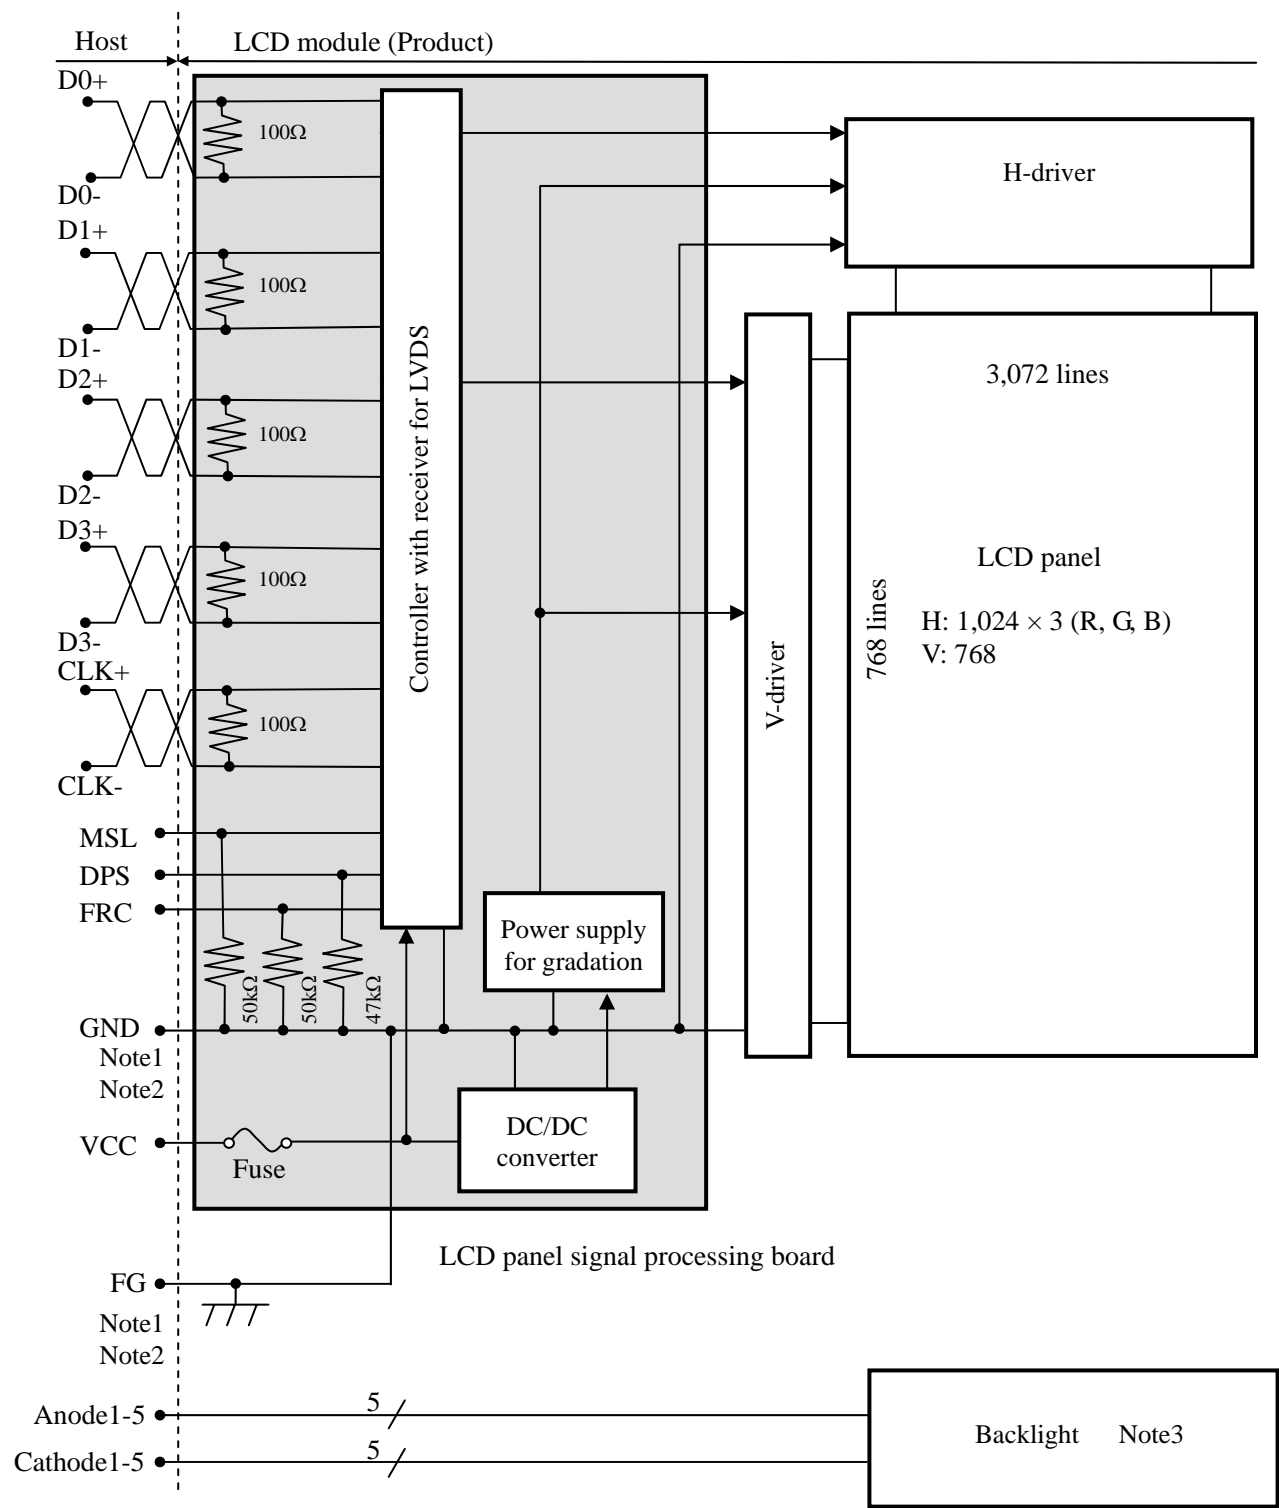 Host
LCD module (Product)
D0+
100Ω
D0-
H-driver
D1+
100Ω
D1-
D2+
100Ω
D2-
D3+
100Ω
D3-
CLK+
100Ω
CLK-
Controller with receiver for LVDS
V-driver
3,072 lines
768 lines
LCD panel
H: 1,024 × 3 (R, G, B)
V: 768
MSL
DPS
FRC
50kΩ
50kΩ
47kΩ
Power supply
for gradation
GND
Note1
Note2
VCC
Fuse
DC/DC
converter
LCD panel signal processing board
FG
Note1
Note2
Anode1-5
5
Cathode1-5
5
Backlight Note3